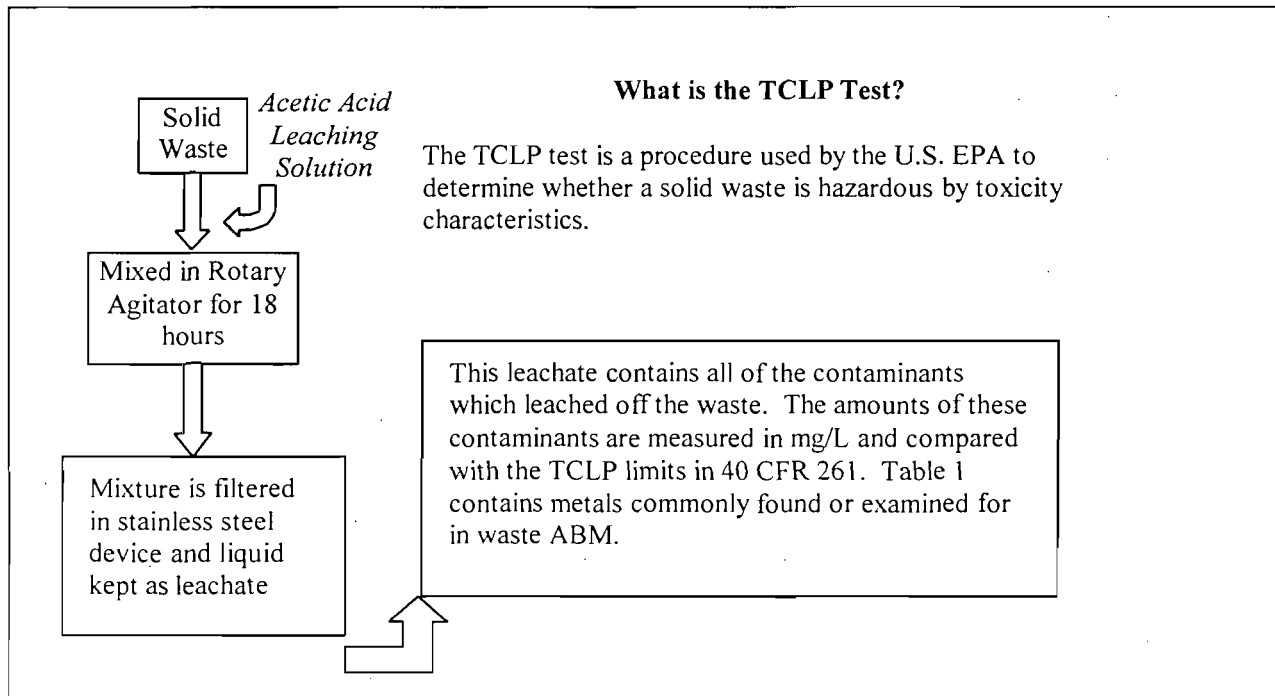 What is the TCLP Test?
The TCLP test is a procedure used by the U.S. EPA to
determine whether a solid waste is hazardous by toxicity
characteristics.
Solid
Waste
Acetic Acid
Leaching
Solution
Mixed in Rotary
Agitator for 18
hours
Mixture is filtered
in stainless steel
device and liquid
kept as leachate
This leachate contains all of the contaminants
which leached off the waste. The amounts of these
contaminants are measured in mg/L and compared
with the TCLP limits in 40 CFR 261. Table 1
contains metals commonly found or examined for
in waste ABM.